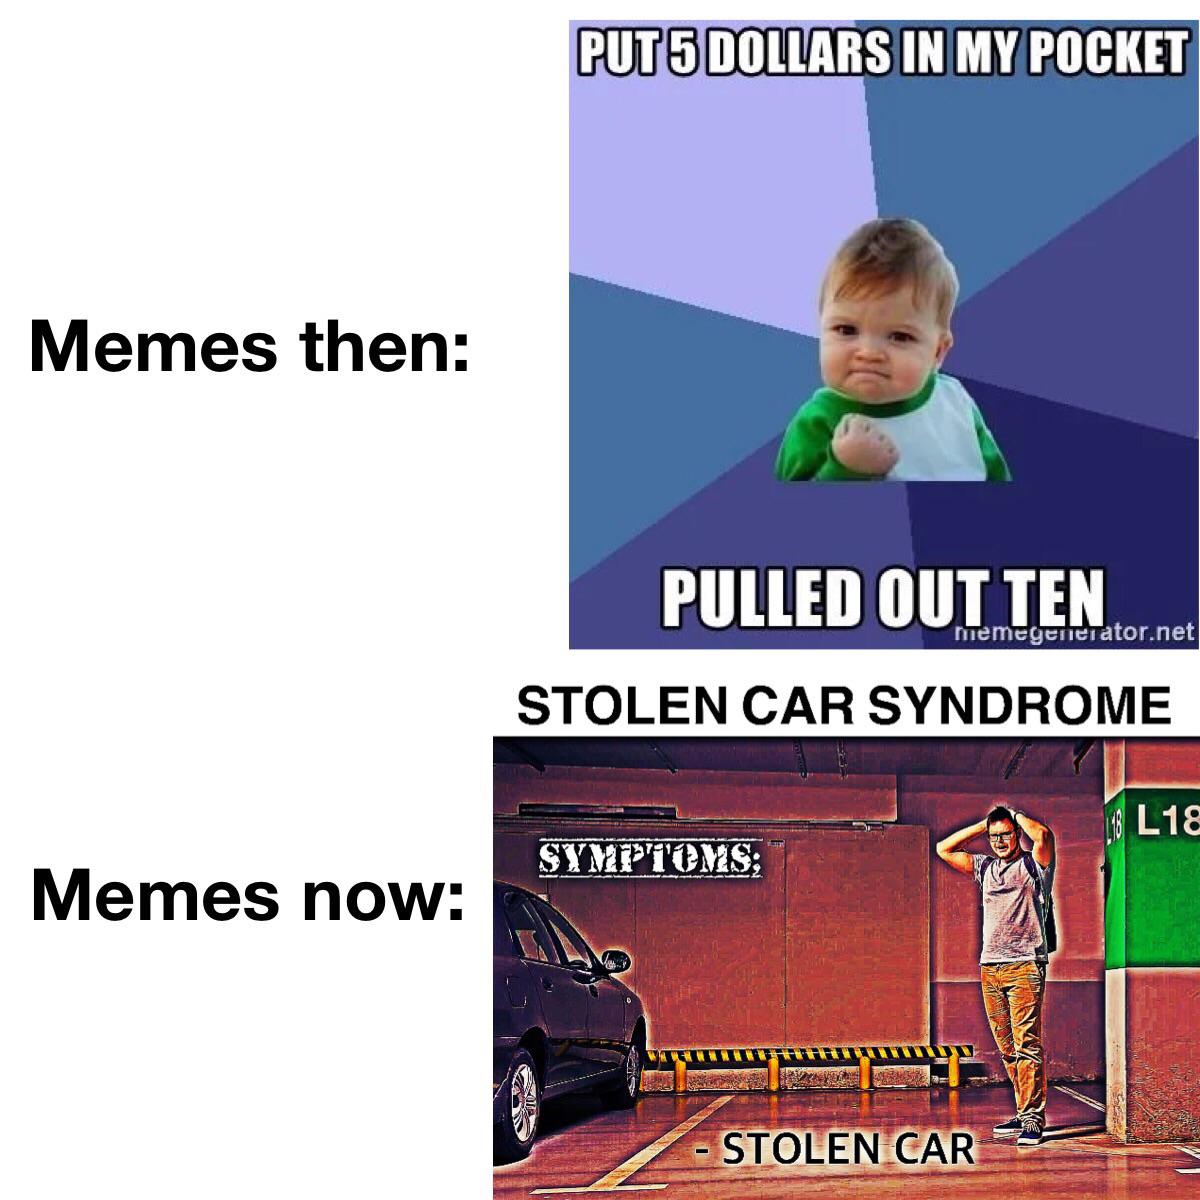 PUT 5 DOLLARS IN MY POCKET
Memes then:
PULLED OUT TEN
memegenerator.net
STOLEN CAR SYNDROME
L18 L18
SYMPTOMS:
Memes now:
- STOLEN CAR